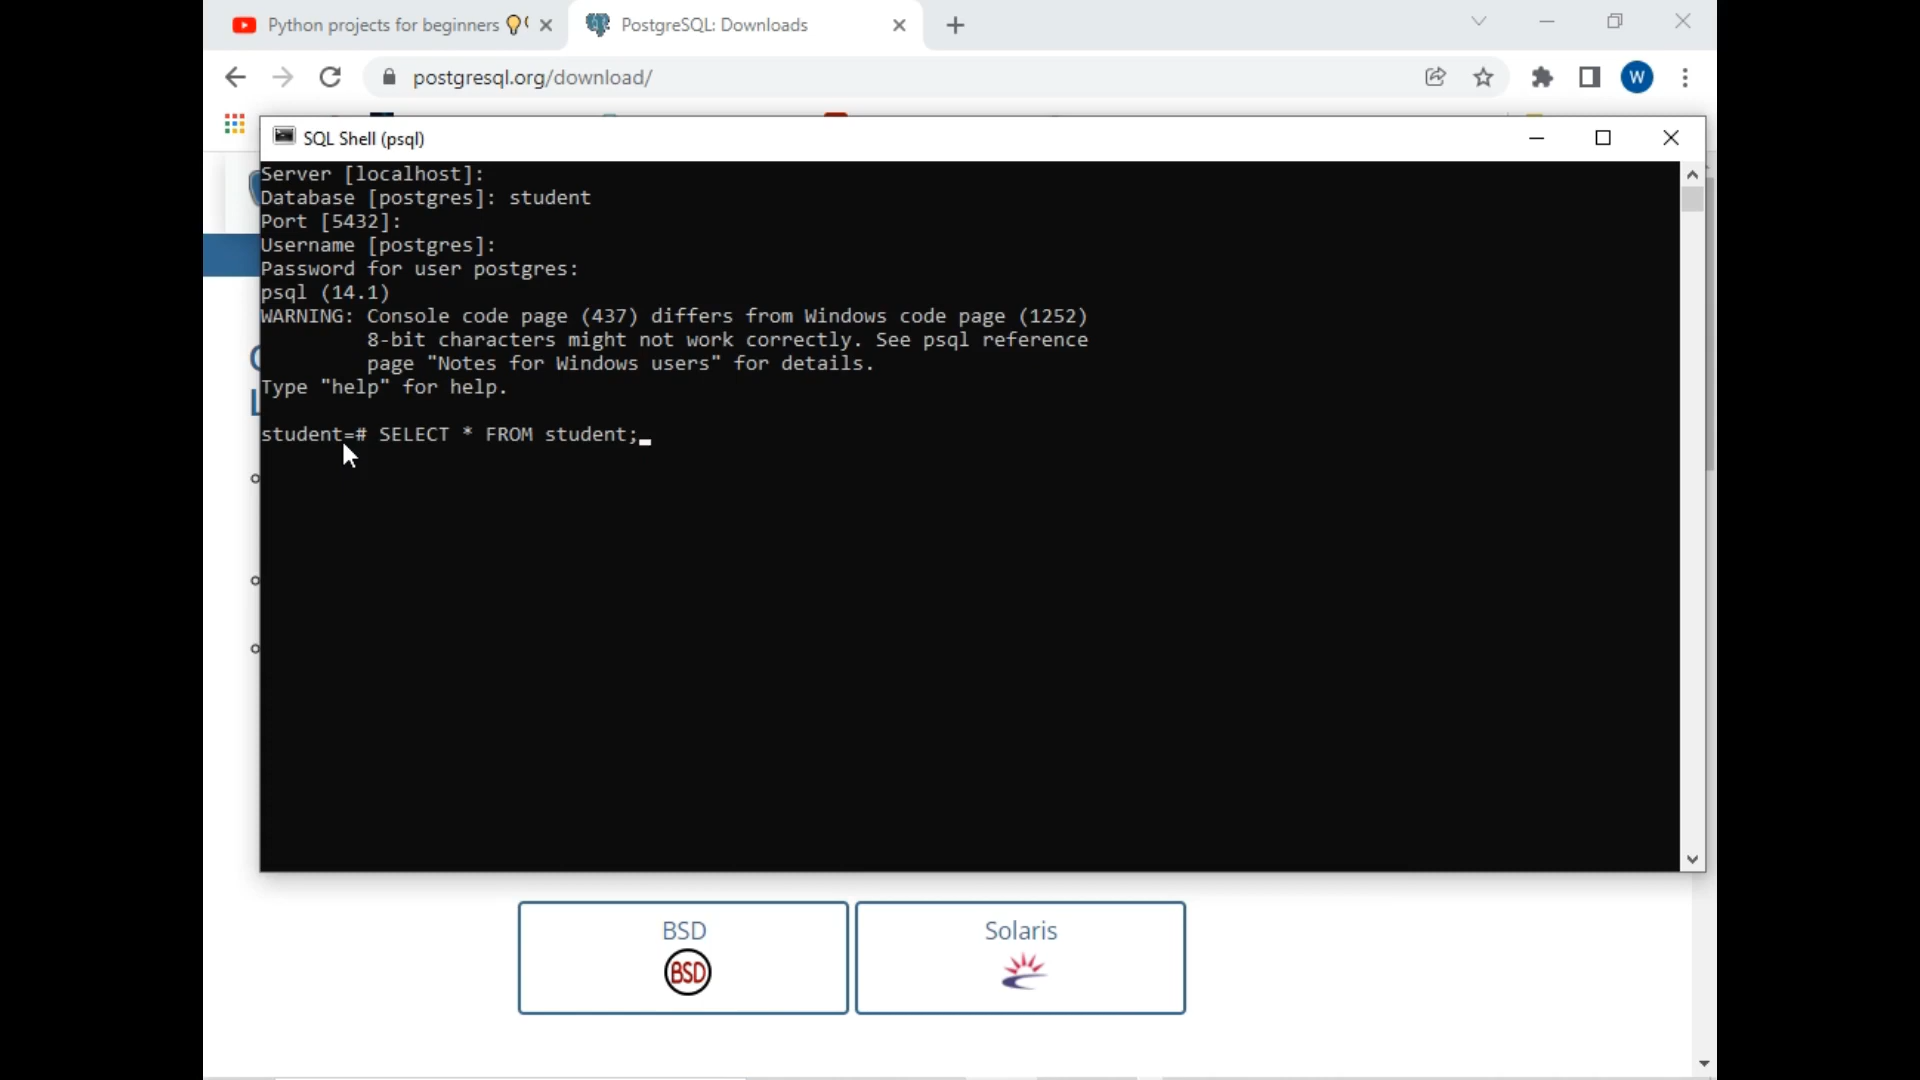 Python projects for beginners
PostgreSQL: Downloads
postgresql.org/download/
W
SQL Shell (psql)
Server [localhost]:
Database [postgres]: student
Port [5432]:
Username [postgres]:
Password for user postgres:
psql (14.1)
WARNING: Console code page (437) differs from Windows code page (1252)
8-bit characters might not work correctly. See psql reference
page "Notes for Windows users" for details.
Type "help" for help.
student=# SELECT * FROM student;
BSD
Solaris
BSD